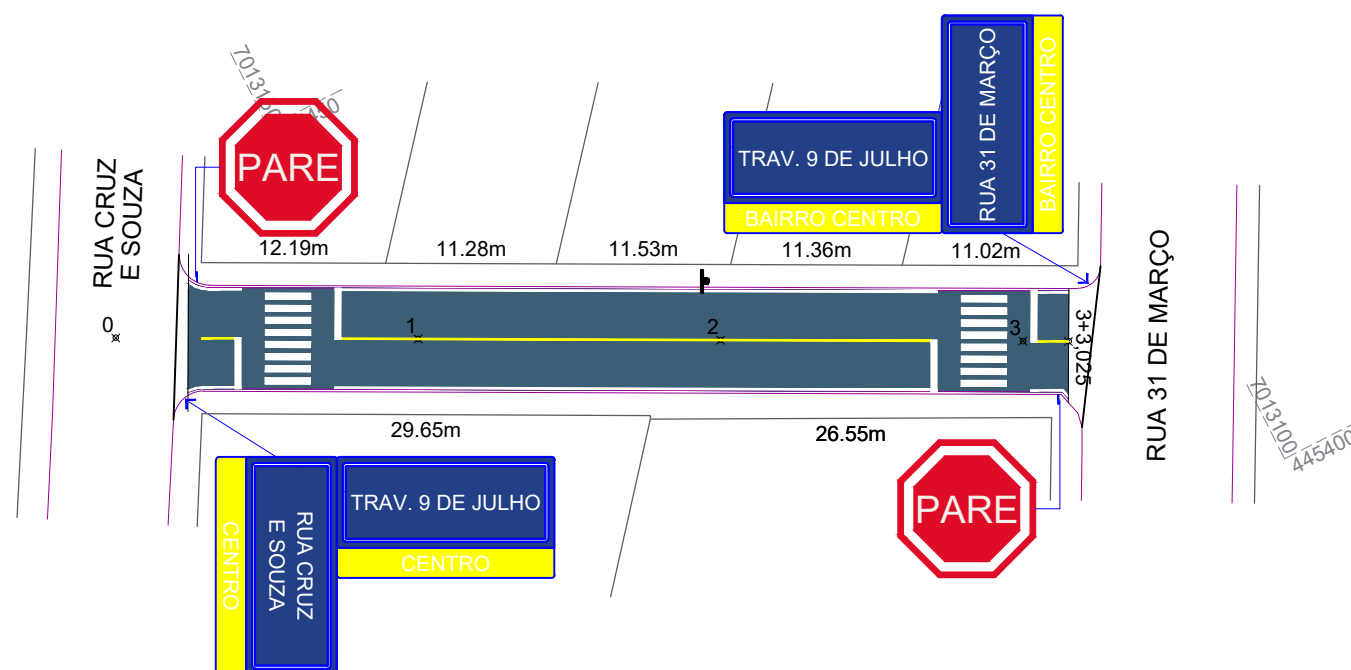 RUA CRUZ
E SOUZA
PARE
12.19m
11.28m
11.53m
11.36m
11.02m
TRAV. 9 DE JULHO
BAIRRO CENTRO
RUA 31 DE MARÇO
BAIRRO CENTRO
RUA 31 DE MARÇO
0
1
2
3
3+3,025
29.65m
26.55m
CENTRO
RUA CRUZ
E SOUZA
TRAV. 9 DE JULHO
CENTRO
PARE
7013100
445400